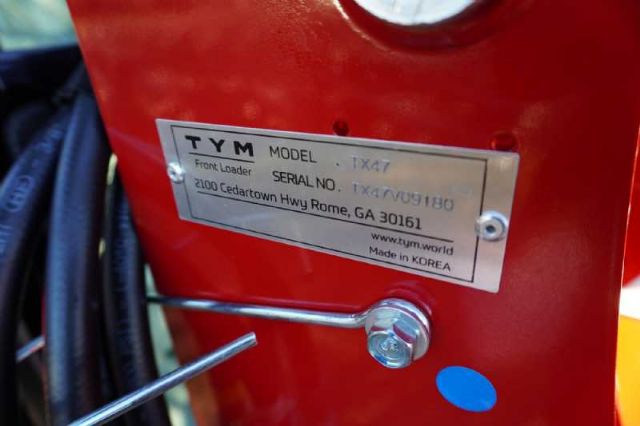 TYM MODEL . TX47
Front Loader SERIAL NO. TX47V09180
2100 Cedartown Hwy Rome, GA 30161
www.tym.world
Made in KOREA